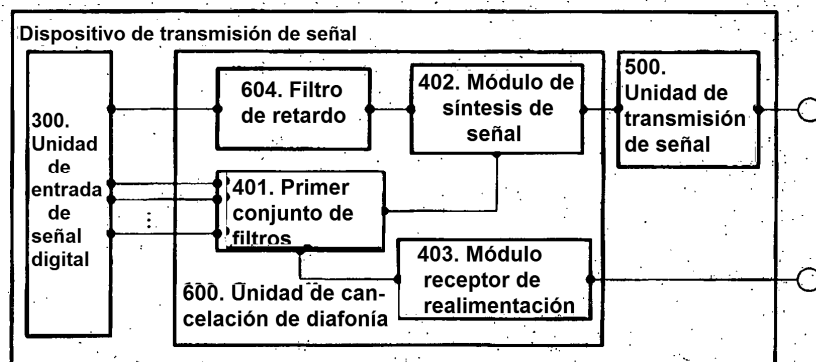 Dispositivo de transmisión de señal
300.
Unidad
de
entrada
de
señal
digital
604. Filtro
de retardo
402. Módulo de
síntesis de
señal
500.
Unidad de
transmisión
de señal
401. Primer
conjunto de
filtros
403. Módulo
receptor de
realimentación
600. Unidad de can-
celación de diafonía